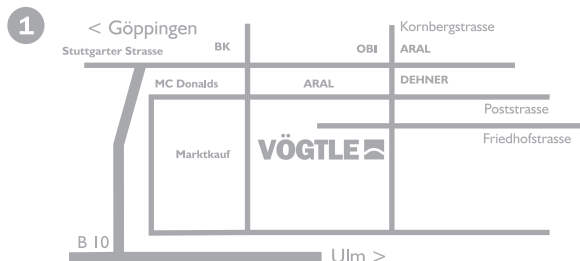 1
< Göppingen
Kornbergstrasse
Stuttgarter Strasse
BK
OBI
ARAL
MC Donalds
ARAL
DEHNER
Poststrasse
Friedhofstrasse
Marktkauf
VÖGTLE
B 10
Ulm >